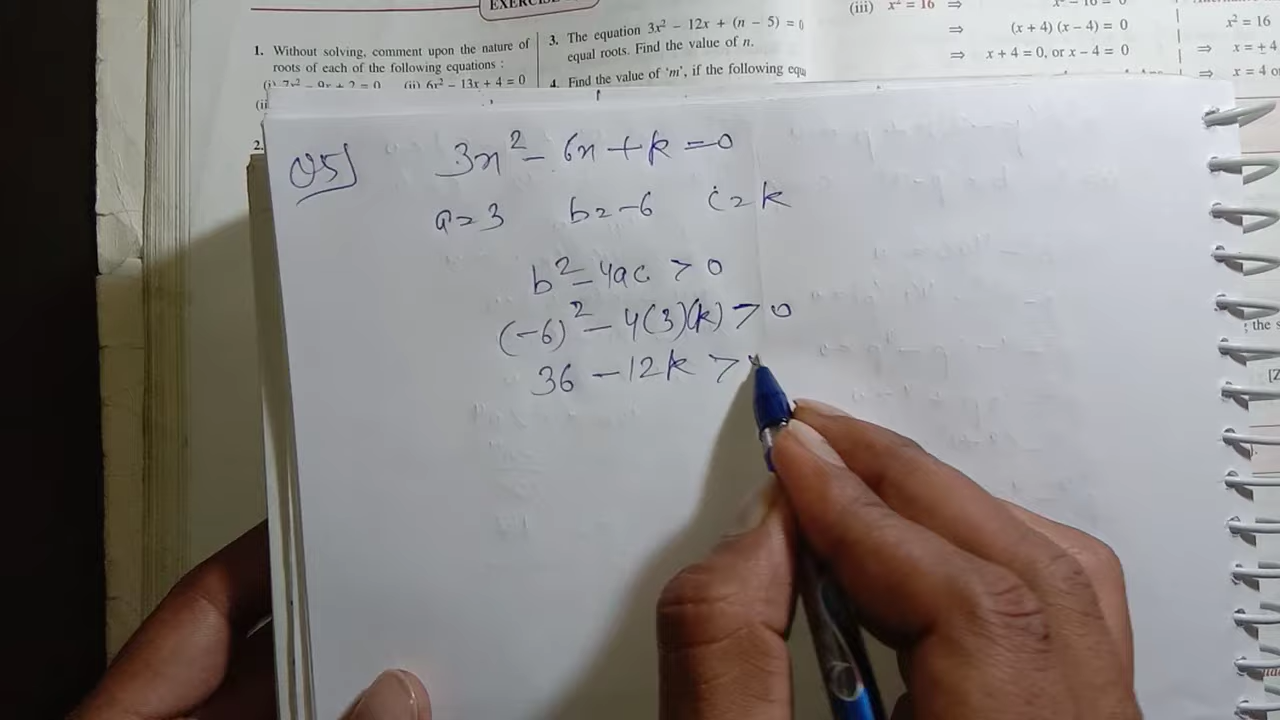 EXERCISE
1. Without solving, comment upon the nature of
roots of each of the following equations :
(ii) 6x² – 13x + 4 = 0
2.
3. The equation 3x² – 12x + (n – 5) = 0
equal roots. Find the value of n.
4. Find the value of ‘m’, if the following equ
(iii) x² = 16 ⇒
⇒ (x + 4) (x – 4) = 0
⇒ x + 4 = 0, or x – 4 = 0
x² = 16
⇒ x = ± 4
⇒ x = 4 o
; the s
[Z
Q5]
3x² – 6x + k = 0
a = 3 b = -6 c = k
b² – 4ac > 0
(-6)² – 4(3)(k) > 0
36 – 12k >